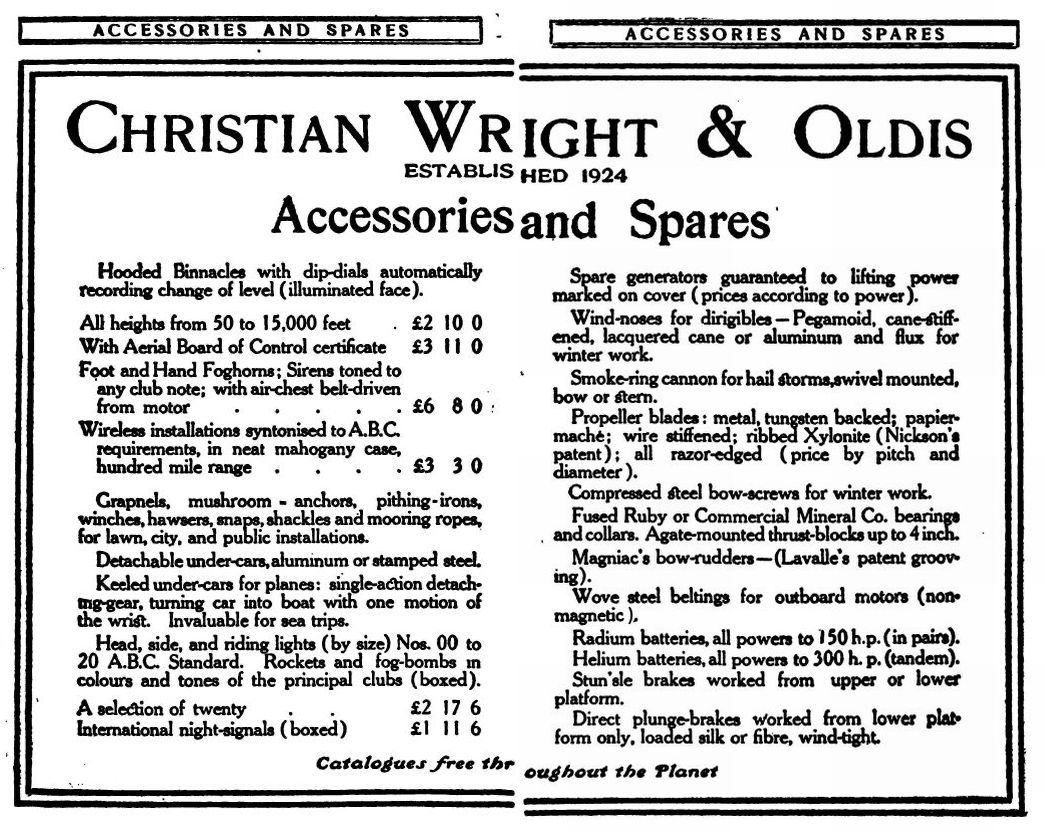 ACCESSORIES AND SPARES
ACCESSORIES AND SPARES
CHRISTIAN WRIGHT & OLDIS
ESTABLISHED 1924
Accessories and Spares
Hooded Binnacles with dip-dials automatically
recording change of level (illuminated face).
All heights from 50 to 15,000 feet . £2 10 0
With Aerial Board of Control certificate £3 11 0
Foot and Hand Foghorns; Sirens toned to
any club note; with air-chest belt-driven
from motor . . . . . £6 8 0
Wireless installations syntonised to A.B.C.
requirements, in neat mahogany case,
hundred mile range . . . . £3 3 0
Grapnels, mushroom - anchors, pithing-irons,
winches, hawsers, snaps, shackles and mooring ropes,
for lawn, city, and public installations.
Detachable under-cars, aluminum or stamped steel.
Keeled under-cars for planes: single-action detach-
ing-gear, turning car into boat with one motion of
the wrist. Invaluable for sea trips.
Head, side, and riding lights (by size) Nos. 00 to
20 A.B.C. Standard. Rockets and fog-bombs in
colours and tones of the principal clubs (boxed).
A selection of twenty . . £2 17 6
International night-signals (boxed) £1 11 6
Spare generators guaranteed to lifting power
marked on cover (prices according to power).
Wind-noses for dirigibles—Pegamoid, cane-stiff-
ened, lacquered cane or aluminum and flux for
winter work.
Smoke-ring cannon for hail storms, swivel mounted,
bow or stern.
Propeller blades: metal, tungsten backed; papier-
maché; wire stiffened; ribbed Xylonite (Nickson's
patent); all razor-edged (price by pitch and
diameter).
Compressed steel bow-screws for winter work.
Fused Ruby or Commercial Mineral Co. bearings
and collars. Agate-mounted thrust-blocks up to 4 inch.
Magniac's bow-rudders—(Lavalle's patent groov-
ing).
Wove steel beltings for outboard motors (non-
magnetic).
Radium batteries, all powers to 150 h.p. (in pairs).
Helium batteries, all powers to 300 h. p. (tandem).
Stun'sle brakes worked from upper or lower
platform.
Direct plunge-brakes worked from lower plat-
form only, loaded silk or fibre, wind-tight.
Catalogues free throughout the Planet